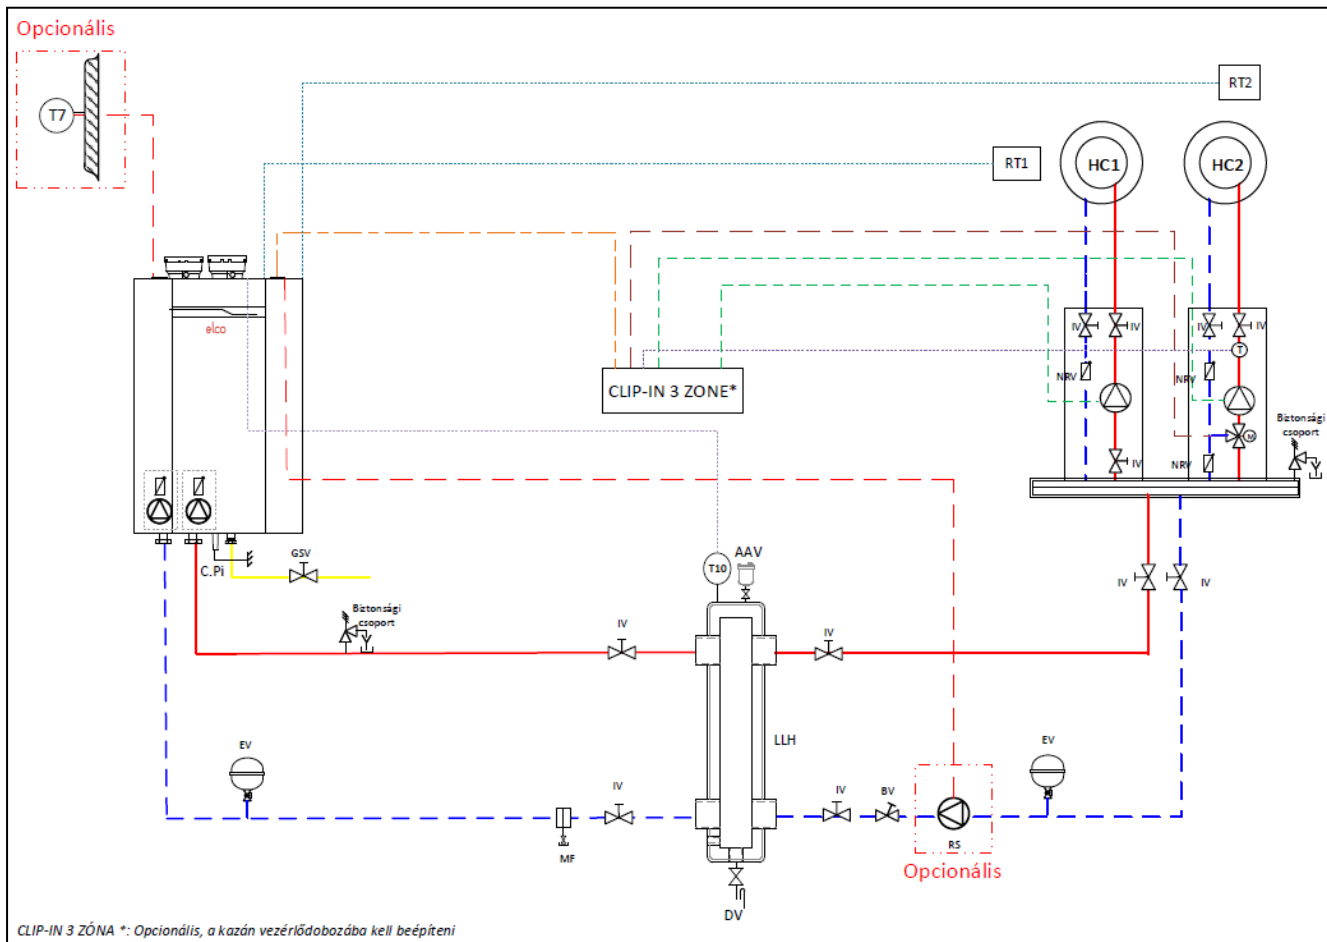 Opcionális
T7
RT2
RT1
HC1
HC2
elco
IV
IV
IV
IV
T
NRV
NRV
CLIP-IN 3 ZONE*
M
Biztonsági
csoport
IV
NRV
GSV
C.Pi
T10
AAV
IV
IV
Biztonsági
csoport
IV
IV
LLH
EV
EV
IV
IV
BV
MF
RS
Opcionális
DV
CLIP-IN 3 ZÓNA *: Opcionális, a kazán vezérlődobozába kell beépíteni